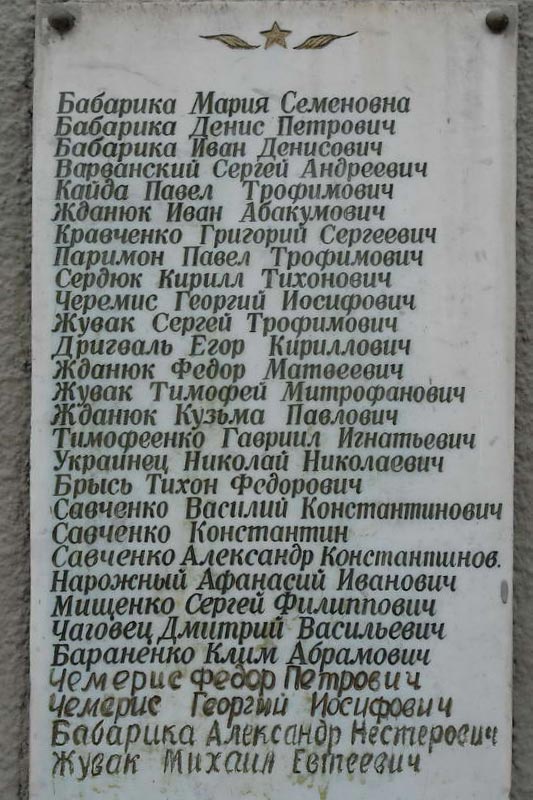 Бабарика Мария Семеновна
Бабарика Денис Петрович
Бабарика Иван Денисович
Варванский Сергей Андреевич
Кайда Павел Трофимович
Жданюк Иван Абакумович
Кравченко Григорий Сергеевич
Паримон Павел Трофимович
Сердюк Кирилл Тихонович
Черемис Георгий Иосифович
Жувак Сергей Трофимович
Дригваль Егор Кириллович
Жданюк Федор Матвеевич
Жувак Тимофей Митрофанович
Жданюк Кузьма Павлович
Тимофеенко Гавриил Игнатьевич
Украинец Николай Николаевич
Брысь Тихон Федорович
Савченко Василий Константинович
Савченко Константин
Савченко Александр Константинов.
Нарожный Афанасий Иванович
Мищенко Сергей Филиппович
Чаговец Дмитрий Васильевич
Бараненко Клим Абрамович
Чемерис Федор Петрович
Чемерис Георгий Иосифович
Бабарика Александр Нестерович
Жувак Михаил Евтеевич